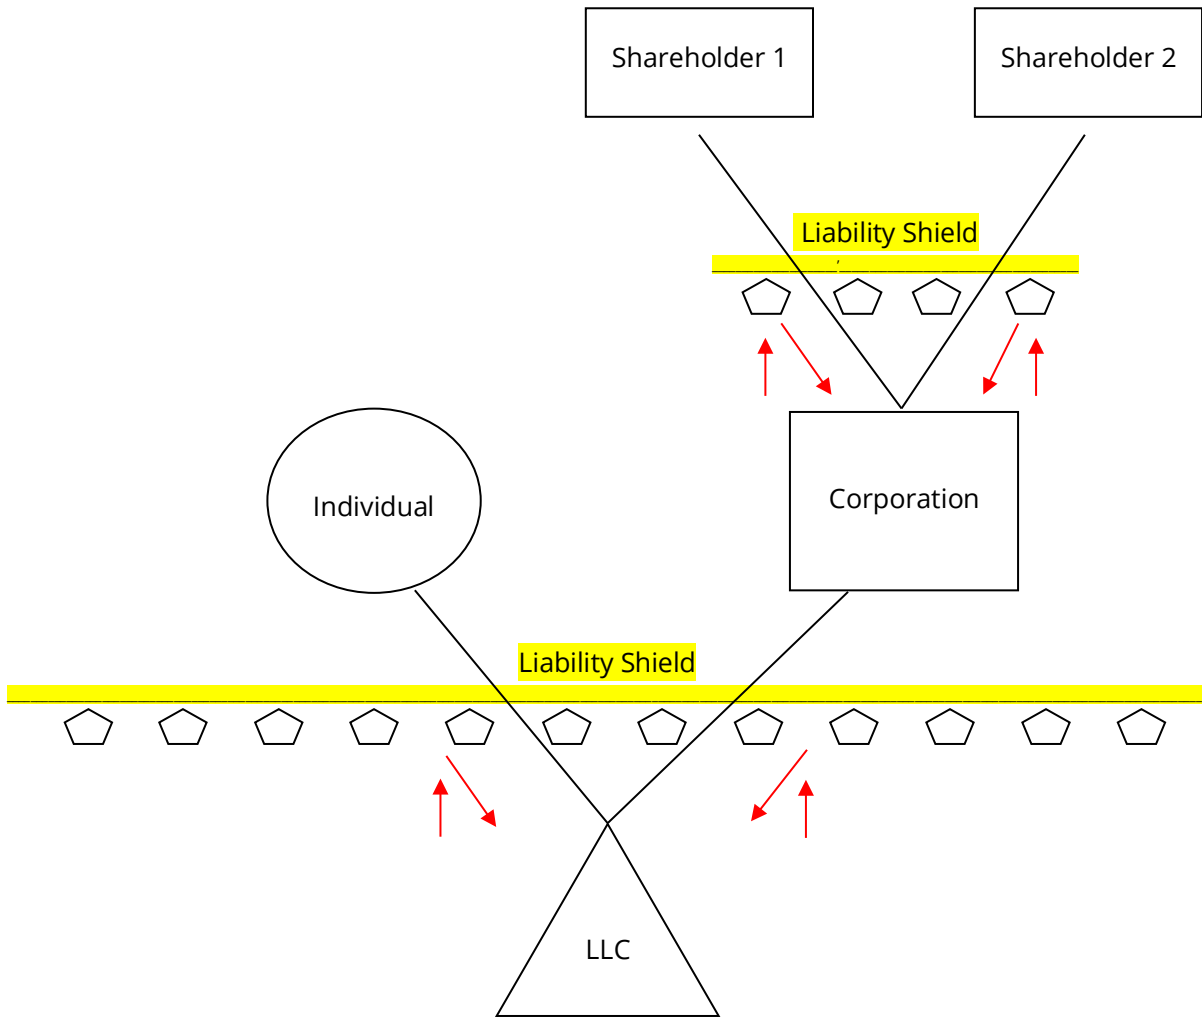 Shareholder 1
Shareholder 2
Liability Shield
Individual
Corporation
Liability Shield
LLC